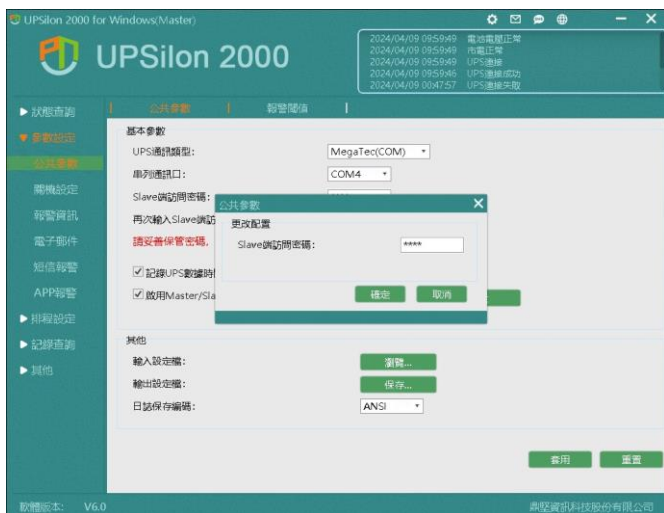 UPSilon 2000 for Windows(Master)
UPSilon 2000
2024/04/09 09:59:49 電池電壓正常
2024/04/09 09:59:49 市電正常
2024/04/09 09:59:49 UPS連接
2024/04/09 09:59:46 UPS連接成功
2024/04/09 00:47:57 UPS連接失敗
狀態查詢
公共參數
報警閥值
參數設定
公共參數
開機設定
報警資訊
電子郵件
短信報警
APP報警
排程設定
記錄查詢
其他
基本參數
UPS通訊類型:
MegaTec(COM)
串列通訊口:
COM4
Slave端訪問密碼:
再次輸入Slave端訪
請妥善保管密碼,
記錄UPS數據時
啟用Master/Sla
公共參數
更改配置
Slave端訪問密碼:
****
確定
取消
其他
輸入設定檔:
瀏覽...
輸出設定檔:
保存...
日誌保存編碼:
ANSI
套用
重置
軟體版本: V6.0
鼎堅資訊科技股份有限公司